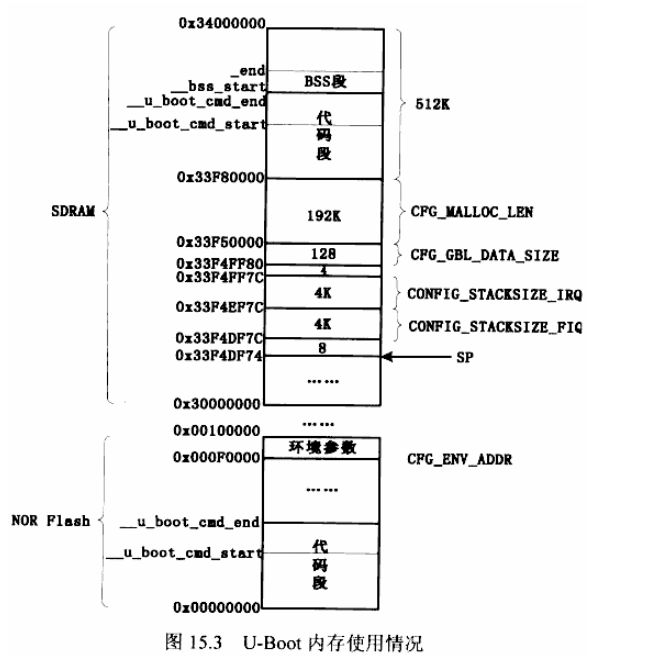 0x34000000
_end
__bss_start
BSS段
__u_boot_cmd_end
512K
__u_boot_cmd_start
代码段
0x33F80000
SDRAM
192K
CFG_MALLOC_LEN
0x33F50000
128
CFG_GBL_DATA_SIZE
0x33F4FF80
4
0x33F4FF7C
4K
CONFIG_STACKSIZE_IRQ
0x33F4EF7C
4K
CONFIG_STACKSIZE_FIQ
0x33F4DF7C
8
0x33F4DF74
SP
……
0x30000000
……
0x00100000
环境参数
0x000F0000
CFG_ENV_ADDR
……
NOR Flash
__u_boot_cmd_end
__u_boot_cmd_start
代码段
0x00000000
图 15.3 U-Boot 内存使用情况